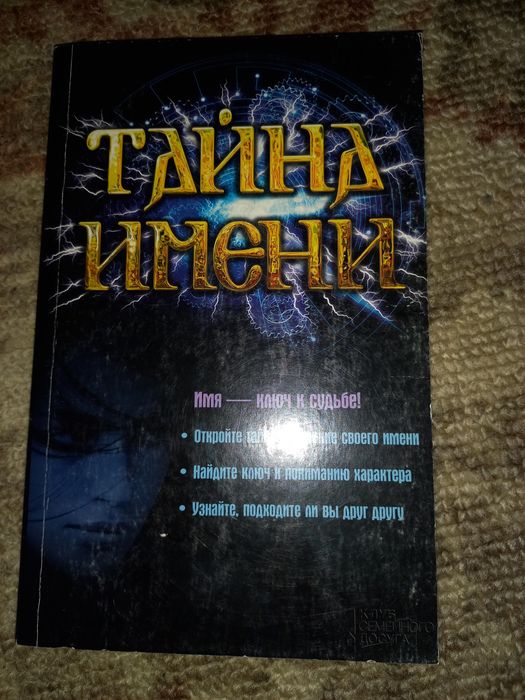 ТАЙНА
ИМЕНИ
Имя — ключ к судьбе!
• Откройте своего имени
• Найдите ключ к пониманию характера
• Узнайте, подходите ли вы друг другу
КЛУБ
СЕМЕЙНОГО
ДОСУГА